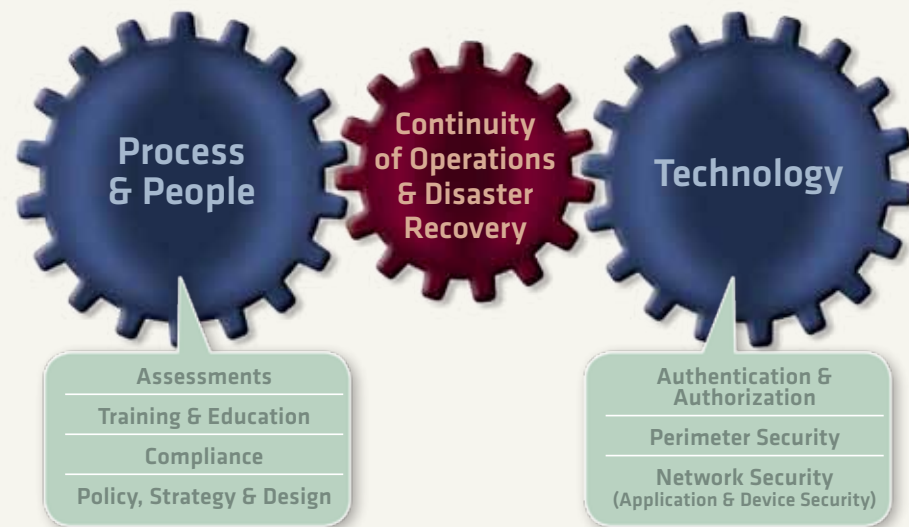 Process
& People
Continuity
of Operations
& Disaster
Recovery
Technology
Assessments
Training & Education
Compliance
Policy, Strategy & Design
Authentication &
Authorization
Perimeter Security
Network Security
(Application & Device Security)